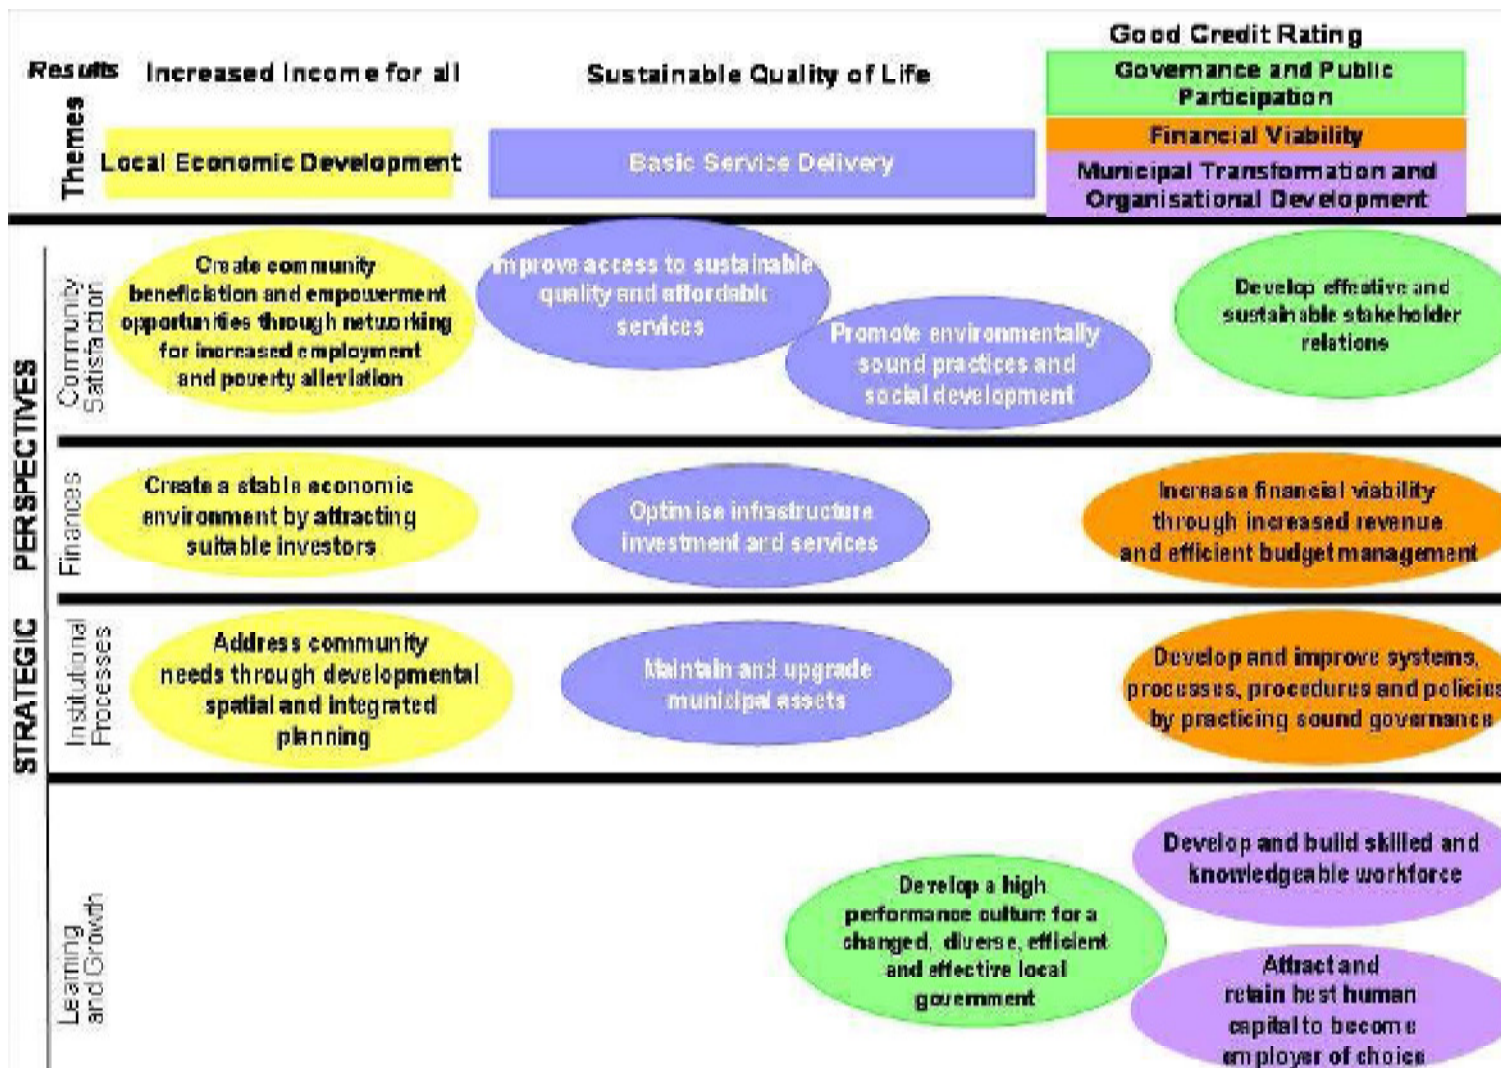 Good Credit Rating
Results
Increased Income for all
Sustainable Quality of Life
Governance and Public
Participation
Financial Viability
Municipal Transformation and
Organisational Development
Themes
Local Economic Development
Basic Service Delivery
STRATEGIC PERSPECTIVES
Community
Satisfaction
Create community
beneficiation and empowerment
opportunities through networking
for increased employment
and poverty alleviation
Improve access to sustainable
quality and affordable
services
Promote environmentally
sound practices and
social development
Develop effective and
sustainable stakeholder
relations
Finances
Create a stable economic
environment by attracting
suitable investors
Optimise infrastructure
investment and services
Increase financial viability
through increased revenue
and efficient budget management
Institutional
Processes
Address community
needs through developmental
spatial and integrated
planning
Maintain and upgrade
municipal assets
Develop and improve systems,
processes, procedures and policies
by practicing sound governance
Learning
and Growth
Develop a high
performance culture for a
changed, diverse, efficient
and effective local
government
Develop and build skilled and
knowledgeable workforce
Attract and
retain best human
capital to become
employer of choice